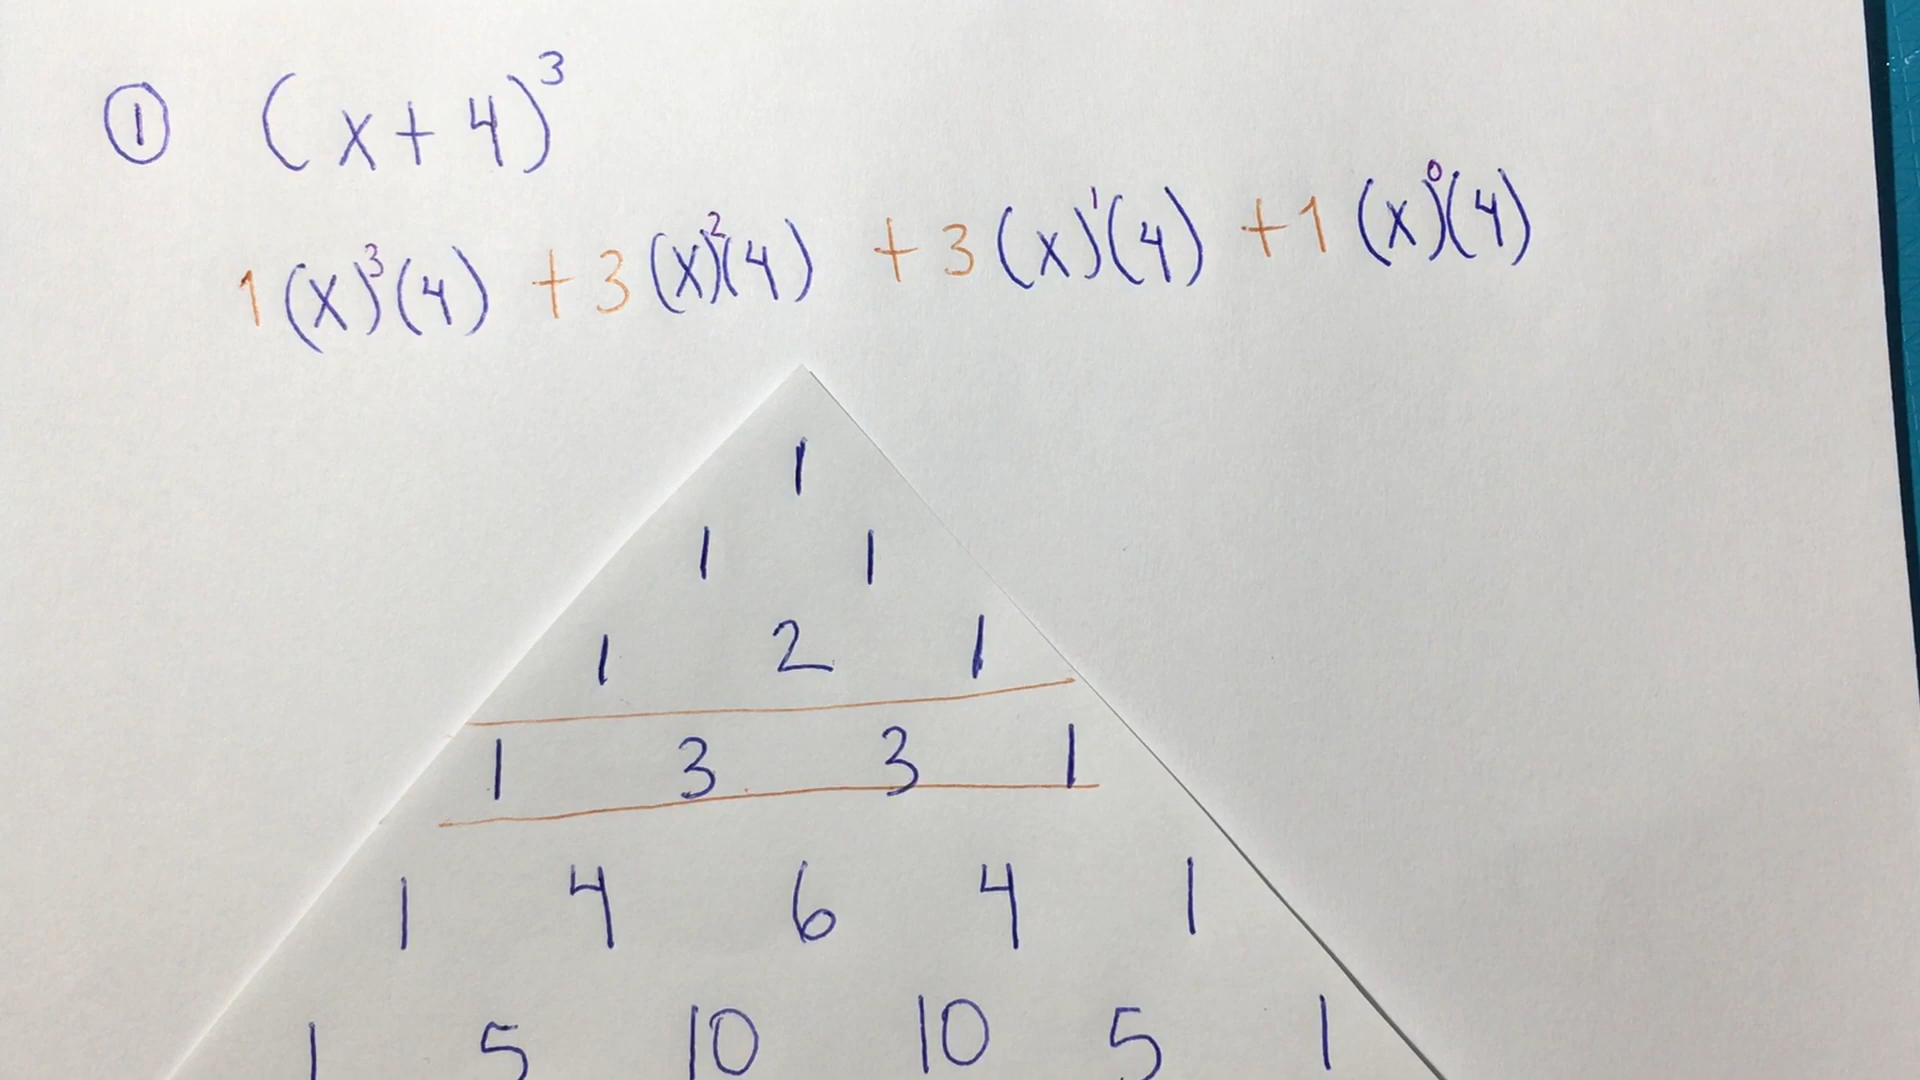 ① (x+4)³
1(x)³(4) +3(x)²(4) +3(x)¹(4) +1(x)⁰(4)
1
1 1
1 2 1
1 3 3 1
1 4 6 4 1
1 5 10 10 5 1